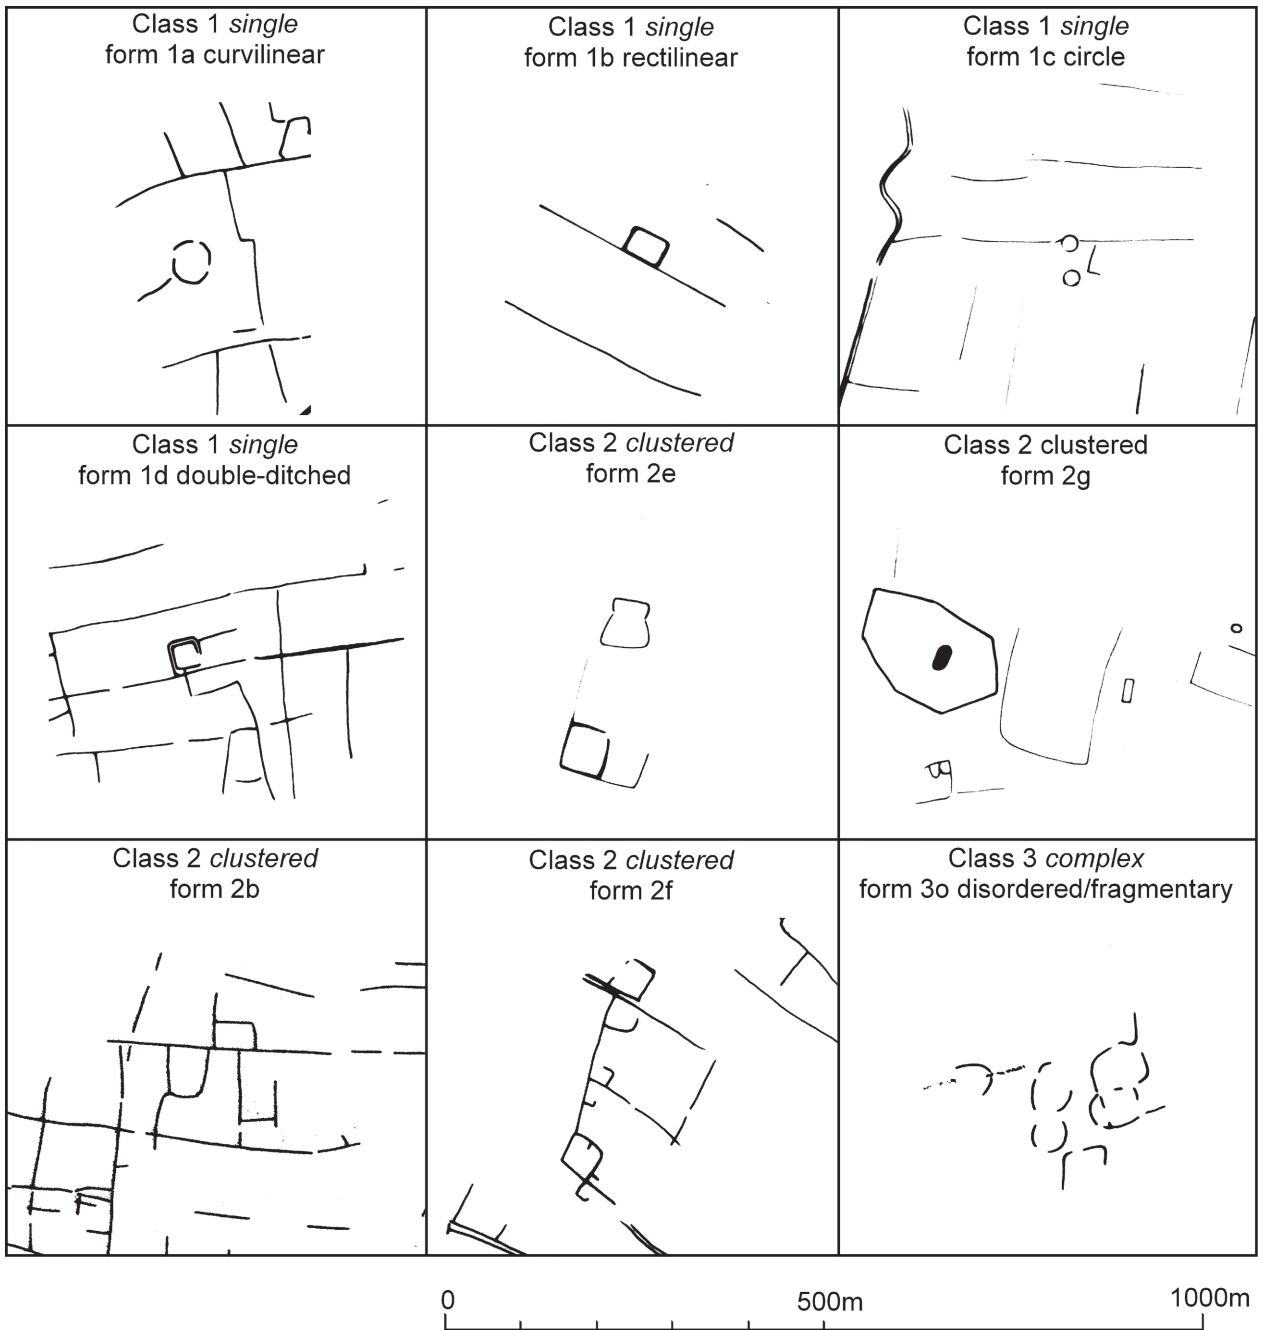 Class 1 single
form 1a curvilinear
Class 1 single
form 1b rectilinear
Class 1 single
form 1c circle
Class 1 single
form 1d double-ditched
Class 2 clustered
form 2e
Class 2 clustered
form 2g
Class 2 clustered
form 2b
Class 2 clustered
form 2f
Class 3 complex
form 3o disordered/fragmentary
0
500m
1000m